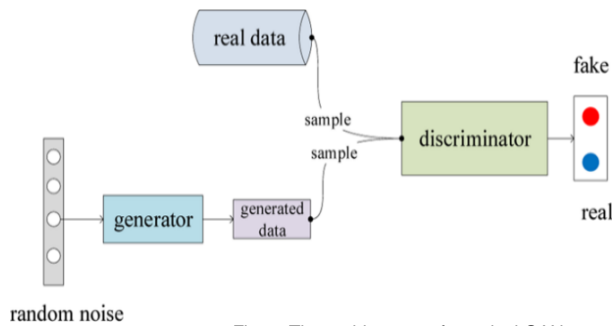 real data
fake
sample
sample
discriminator
generator
generated
data
real
random noise